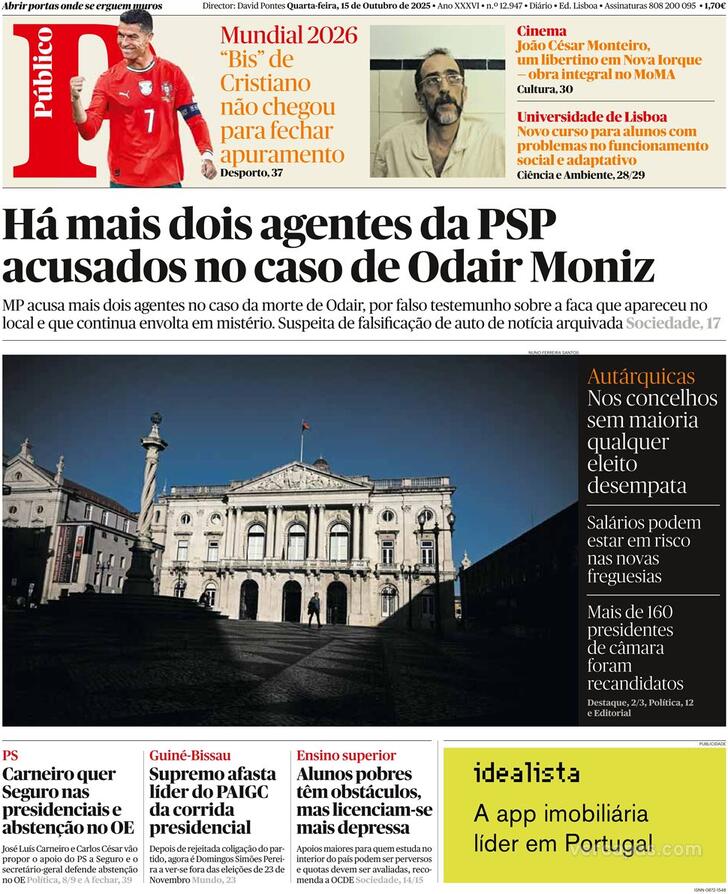 Abrir portas onde se erguem muros
Director: David Pontes Quarta-feira, 15 de Outubro de 2025 • Ano XXXVI • n.º 12.947 • Diário • Ed. Lisboa • Assinaturas 808 200 095 • 1,70€
Público
P
Mundial 2026
“Bis” de
Cristiano
não chegou
para fechar
apuramento
Desporto, 37
Cinema
João César Monteiro,
um libertino em Nova Iorque
– obra integral no MoMA
Cultura, 30
Universidade de Lisboa
Novo curso para alunos com
problemas no funcionamento
social e adaptativo
Ciência e Ambiente, 28/29
Há mais dois agentes da PSP
acusados no caso de Odair Moniz
MP acusa mais dois agentes no caso da morte de Odair, por falso testemunho sobre a faca que apareceu no
local e que continua envolta em mistério. Suspeita de falsificação de auto de notícia arquivada Sociedade, 17
NUNO FERREIRA SANTOS
Autárquicas
Nos concelhos
sem maioria
qualquer
eleito
desempata
Salários podem
estar em risco
nas novas
freguesias
Mais de 160
presidentes
de câmara
foram
recandidatos
Destaque, 2/3, Política, 12
e Editorial
PS
Carneiro quer
Seguro nas
presidenciais e
abstenção no OE
José Luís Carneiro e Carlos César vão
propor o apoio do PS a Seguro e o
secretário-geral defende abstenção
no OE Política, 8/9 e A fechar, 39
Guiné-Bissau
Supremo afasta
líder do PAIGC
da corrida
presidencial
Depois de rejeitada coligação do par-
tido, agora é Domingos Simões Perei-
ra a ver-se fora das eleições de 23 de
Novembro Mundo, 23
Ensino superior
Alunos pobres
têm obstáculos,
mas licenciam-se
mais depressa
Apoios maiores para quem estuda no
interior do país podem ser perversos
e quotas devem ser avaliadas, reco-
menda a OCDE Sociedade, 14/15
PUBLICIDADE
idealista
A app imobiliária
líder em Portugal
vercapas.com
ISNN-0872-1548